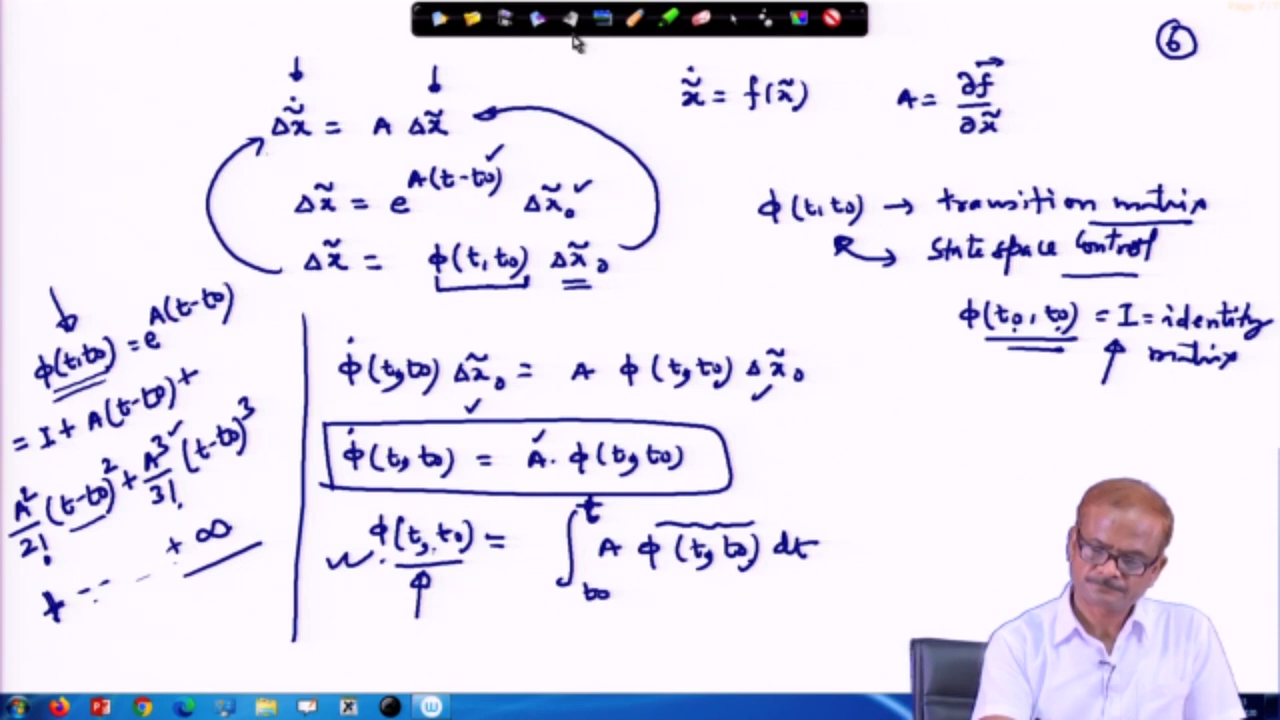 6
Δẋ̃ = A Δx̃
Δx̃ = e^{A(t-t0)} Δx̃₀
Δx̃ = φ(t, t0) Δx̃₀
ẋ̃ = f(x̃) A = ∂f⃗/∂x̃
φ(t, t0) → transition matrix
State space Control
φ(t0, t0) = I = identity
matrix
φ(t,t0) = e^{A(t-t0)}
= I + A(t-t0) +
A²/2! (t-t0)² + A³/3! (t-t0)³
+ ..... + ∞
φ̇(t, t0) Δx̃₀ = A φ(t, t0) Δx̃₀
φ̇(t, t0) = A. φ(t, t0)
φ(t, t0) = ∫_{t0}^{t} A φ(t, t0) dt